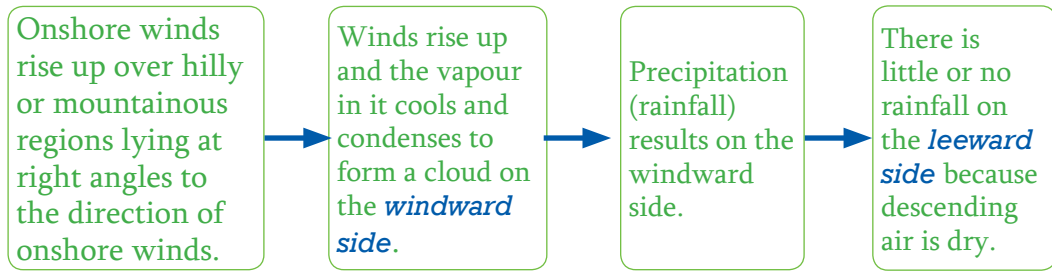 Onshore winds
rise up over hilly
or mountainous
regions lying at
right angles to
the direction of
onshore winds.
Winds rise up
and the vapour
in it cools and
condenses to
form a cloud on
the windward
side.
Precipitation
(rainfall)
results on the
windward
side.
There is
little or no
rainfall on
the leeward
side because
descending
air is dry.